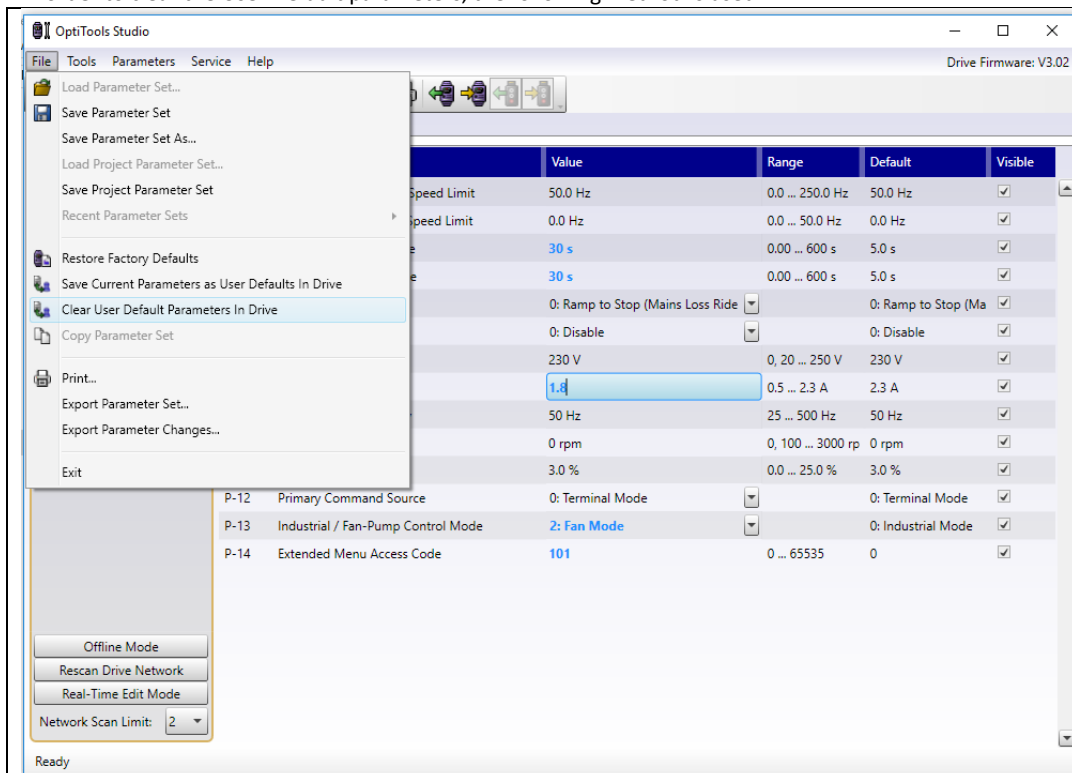 OptiTools Studio
File Tools Parameters Service Help Drive Firmware: V3.02
Load Parameter Set...
Save Parameter Set
Save Parameter Set As...
Load Project Parameter Set...
Save Project Parameter Set
Recent Parameter Sets
Restore Factory Defaults
Save Current Parameters as User Defaults In Drive
Clear User Default Parameters In Drive
Copy Parameter Set
Print...
Export Parameter Set...
Export Parameter Changes...
Exit
Value Range Default Visible
Speed Limit 50.0 Hz 0.0 ... 250.0 Hz 50.0 Hz
Speed Limit 0.0 Hz 0.0 ... 50.0 Hz 0.0 Hz
30 s 0.00 ... 600 s 5.0 s
30 s 0.00 ... 600 s 5.0 s
0: Ramp to Stop (Mains Loss Ride 0: Ramp to Stop (Ma
0: Disable 0: Disable
230 V 0, 20 ... 250 V 230 V
1.8 0.5 ... 2.3 A 2.3 A
50 Hz 25 ... 500 Hz 50 Hz
0 rpm 0, 100 ... 3000 rp 0 rpm
3.0 % 0.0 ... 25.0 % 3.0 %
P-12 Primary Command Source 0: Terminal Mode 0: Terminal Mode
P-13 Industrial / Fan-Pump Control Mode 2: Fan Mode 0: Industrial Mode
P-14 Extended Menu Access Code 101 0 ... 65535 0
Offline Mode
Rescan Drive Network
Real-Time Edit Mode
Network Scan Limit: 2
Ready